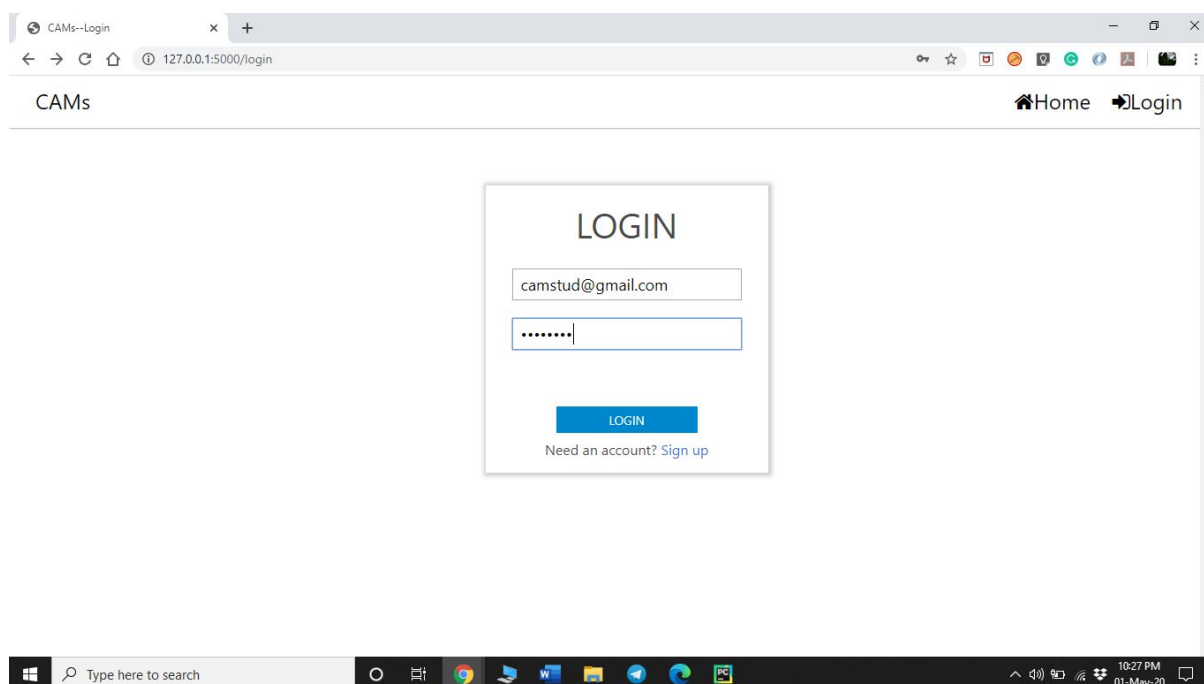 CAMs--Login
127.0.0.1:5000/login
CAMs
Home Login
LOGIN
camstud@gmail.com
••••••••
LOGIN
Need an account? Sign up
Type here to search
10:27 PM
01-May-20